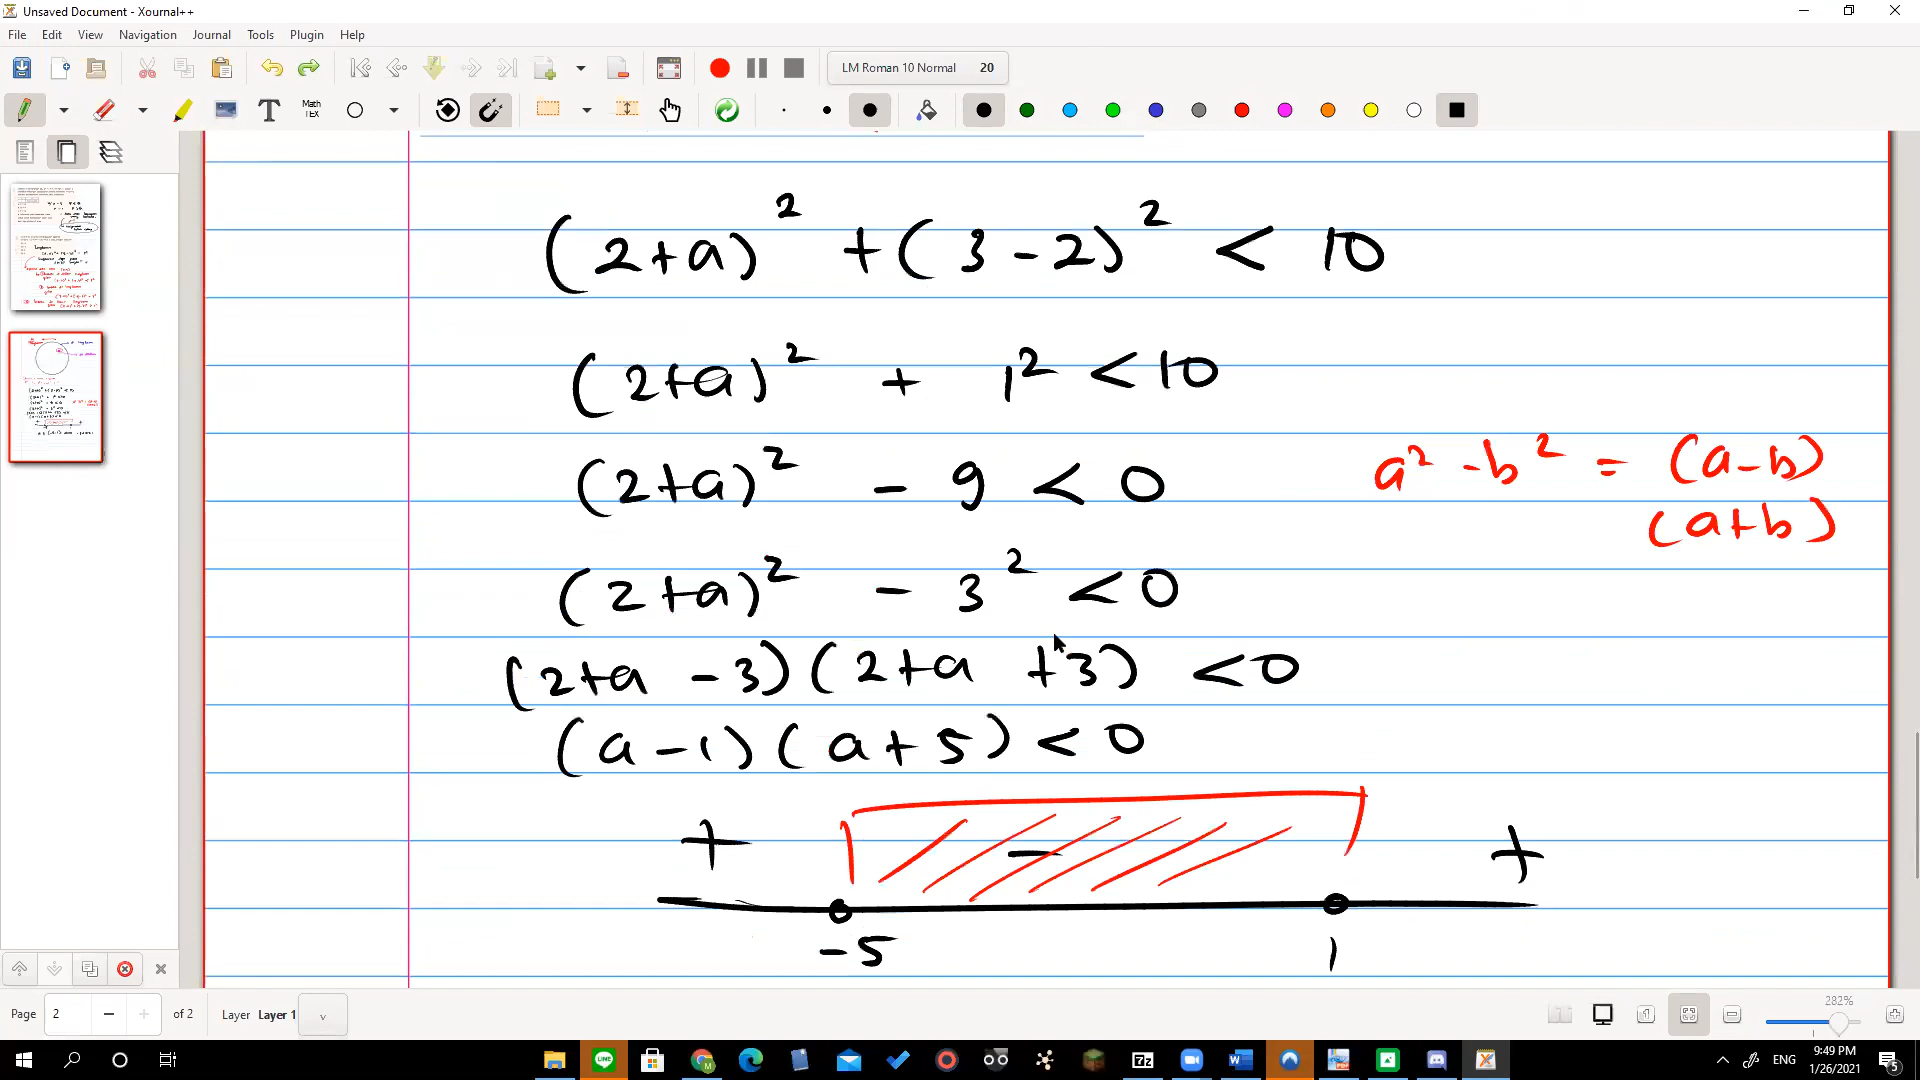 Unsaved Document - Xournal++
File Edit View Navigation Journal Tools Plugin Help
LM Roman 10 Normal 20
Math
TEX
(2+a)² +(3-2)² < 10
(2+a)² + 1² < 10
(2+a)² - 9 < 0
a² - b² = (a-b)
(a+b)
(2+a)² - 3² < 0
(2+a -3)(2+a +3) < 0
(a-1)(a+5) < 0
+ - +
-5 1
Page 2 of 2 Layer Layer 1 v
282%
ENG
9:49 PM
1/26/2021
5